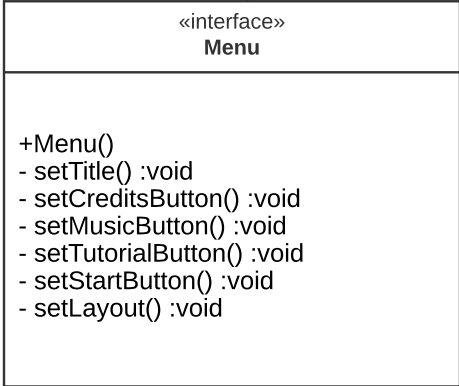 «interface»
Menu
+Menu()
- setTitle() :void
- setCreditsButton() :void
- setMusicButton() :void
- setTutorialButton() :void
- setStartButton() :void
- setLayout() :void